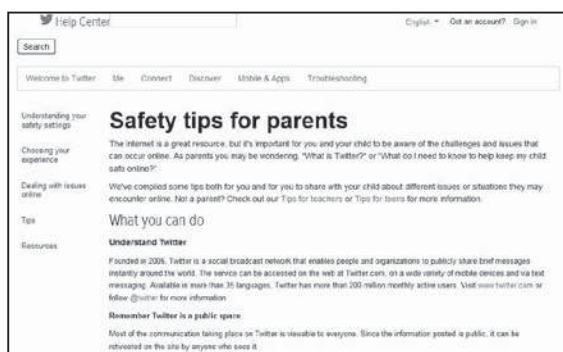 Help Center
English Got an account? Sign in
Search
Welcome to Twitter Me Connect Discover Mobile & Apps Troubleshooting
Understanding your
safety settings
Choosing your
experience
Dealing with issues
online
Tips
Resources
Safety tips for parents
The internet is a great resource, but it's important for you and your child to be aware of the challenges and issues that
can occur online. As parents you may be wondering, "What is Twitter?" or "What do I need to know to help keep my child
safe online?"
We've compiled some tips both for you and for you to share with your child about different issues or situations they may
encounter online. Not a parent? Check out our Tips for teachers or Tips for teens for more information.
What you can do
Understand Twitter
Founded in 2006, Twitter is a social broadcast network that enables people and organizations to publicly share brief messages
instantly around the world. The service can be accessed on the web at Twitter.com, on a wide variety of mobile devices and via text
messaging. Available in more than 35 languages, Twitter has more than 200 million monthly active users. Visit www.twitter.com or
follow @twitter for more information.
Remember Twitter is a public space
Most of the communication taking place on Twitter is viewable to everyone. Since the information posted is public, it can be
retweeted on the site by anyone who sees it.